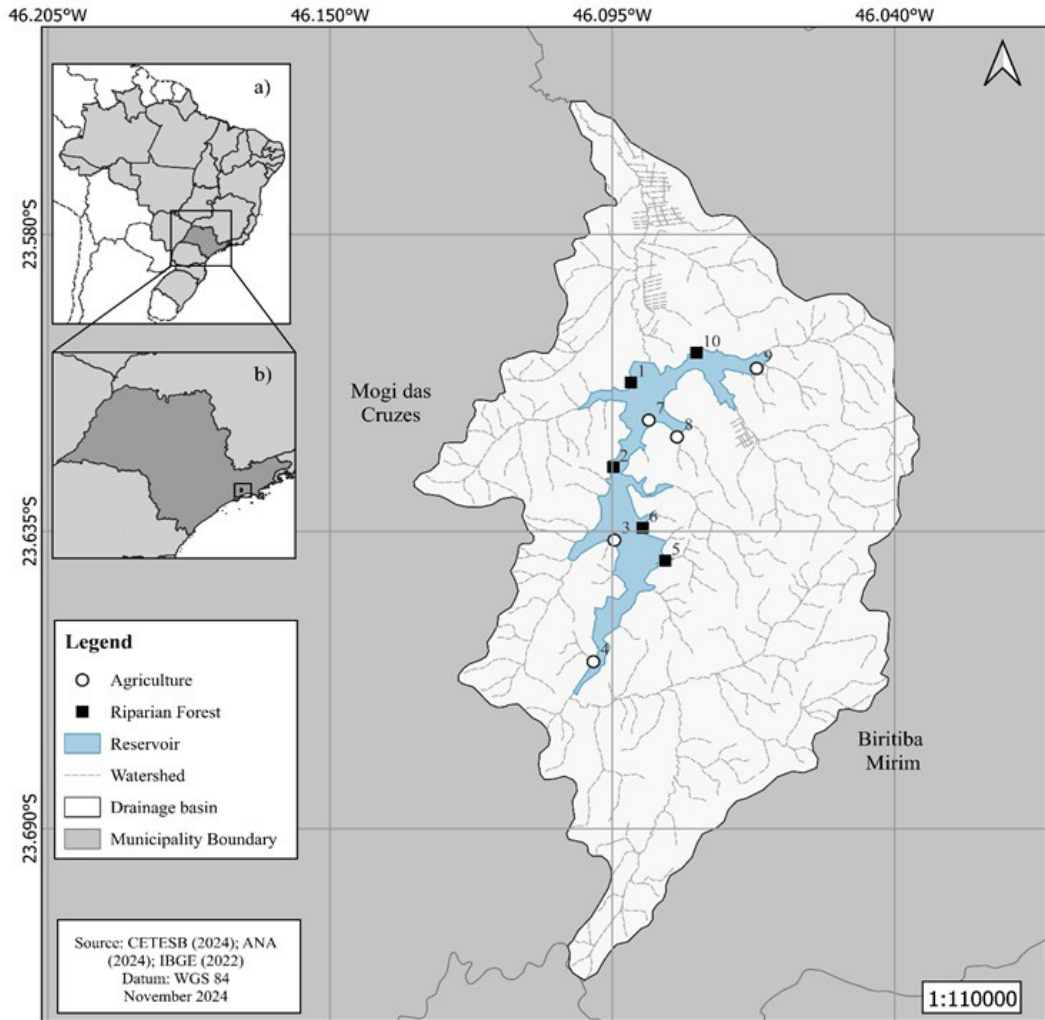 46.205°W
46.150°W
46.095°W
46.040°W
23.580°S
23.635°S
23.690°S
a)
b)
Mogi das
Cruzes
Biritiba
Mirim
10
9
1
7
8
2
6
3
5
4
Legend
Agriculture
Riparian Forest
Reservoir
Watershed
Drainage basin
Municipality Boundary
Source: CETESB (2024); ANA
(2024); IBGE (2022)
Datum: WGS 84
November 2024
1:110000